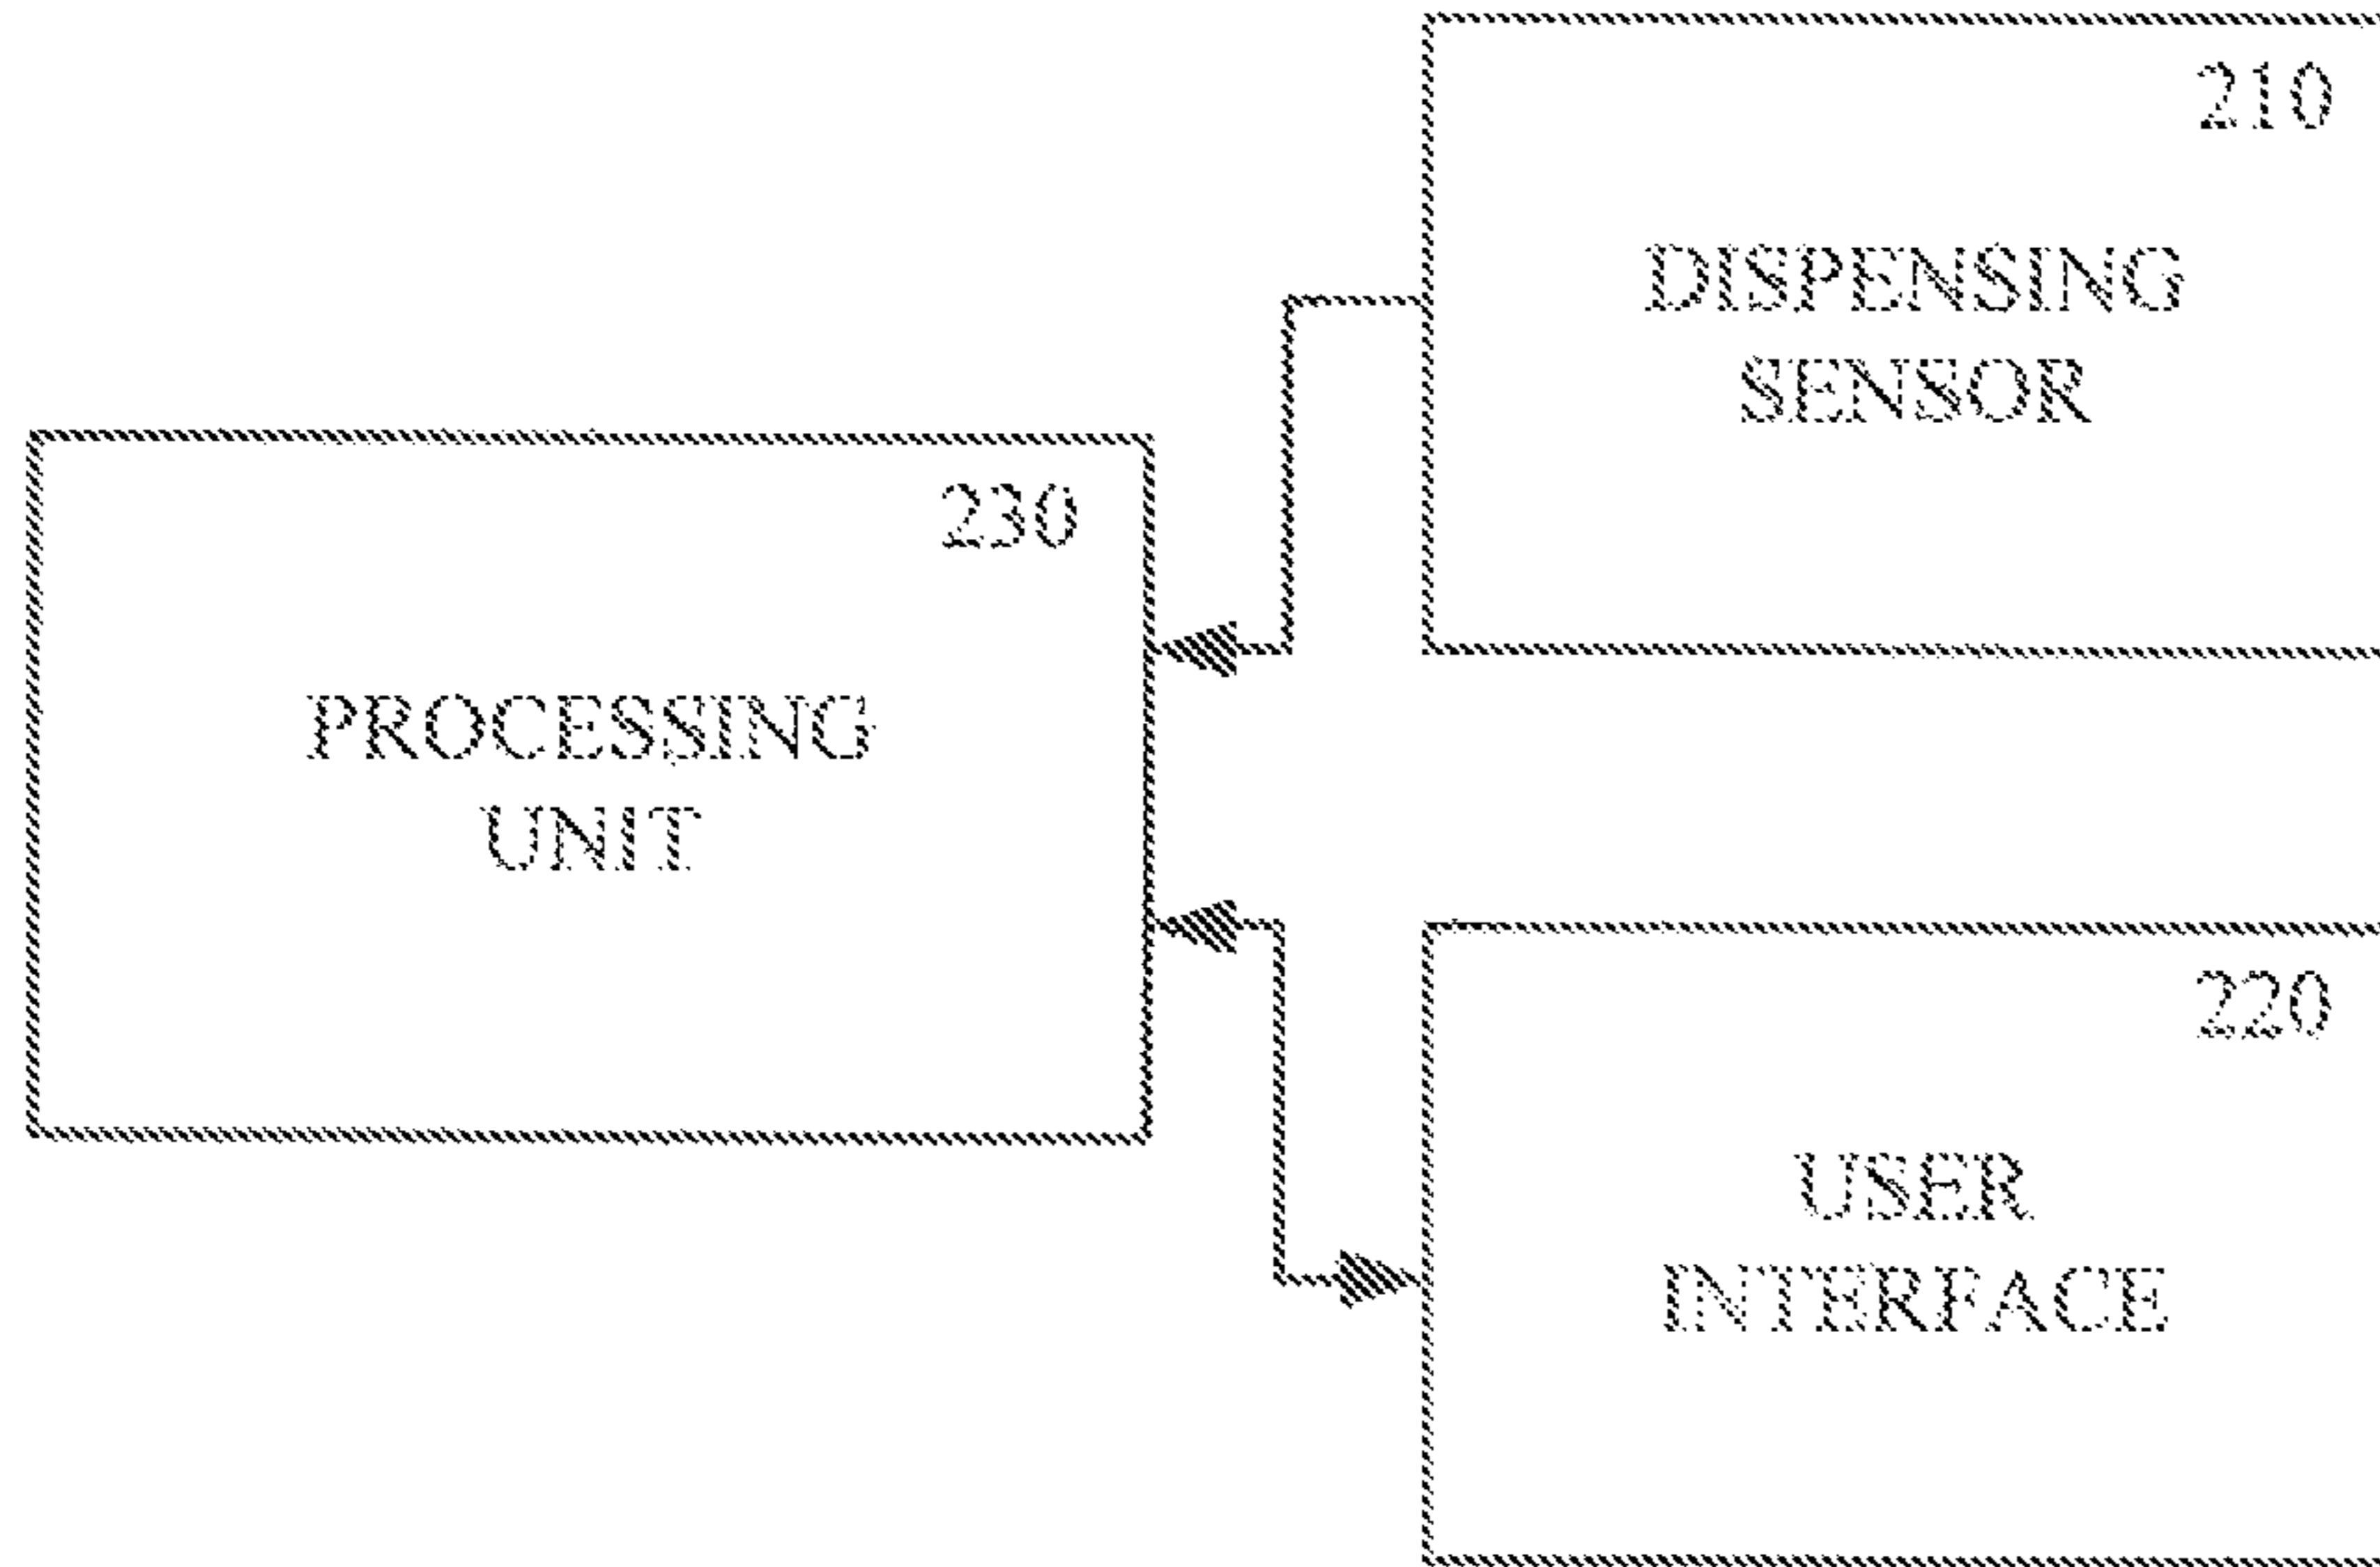 210
DISPENSING
SENSOR
230
PROCESSING
UNIT
220
USER
INTERFACE